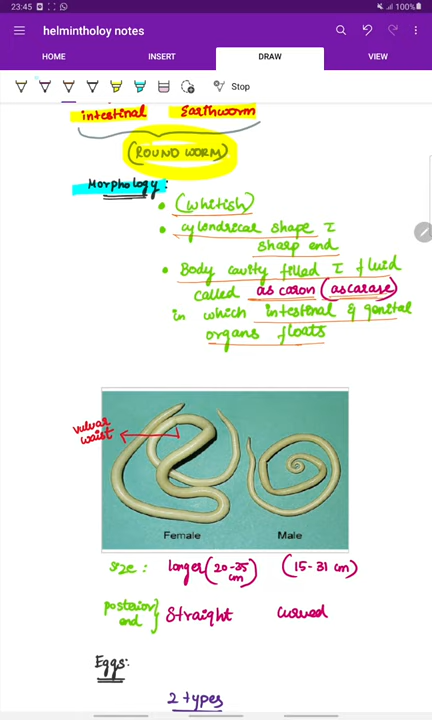 23:45
100%
helmintholoy notes
HOME INSERT DRAW VIEW
Stop
intestinal Earthworm
(ROUND WORM)
Morphology:
• (whitish)
• cylondrical shape c̄
sharp end
• Body cavity filled c̄ fluid
called as caron (ascarase)
in which intestinal & genital
organs floats
vulvar
waist
Female Male
size: longer (20-35 cm) (15-31 cm)
posterior end} straight curved
Eggs:
2 types